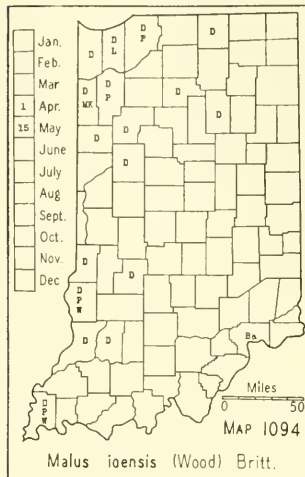 Jan.
Feb.
Mar
1 Apr.
15 May
June
July
Aug
Sept.
Oct.
Nov.
Dec
D
D
L
D
P
D
D
MK
D
P
D
D
D
D
D
D
D
D
P W
D
D
D
Ba
D
P
W
Miles
0 50
MAP 1094
Malus ioensis (Wood) Britt.